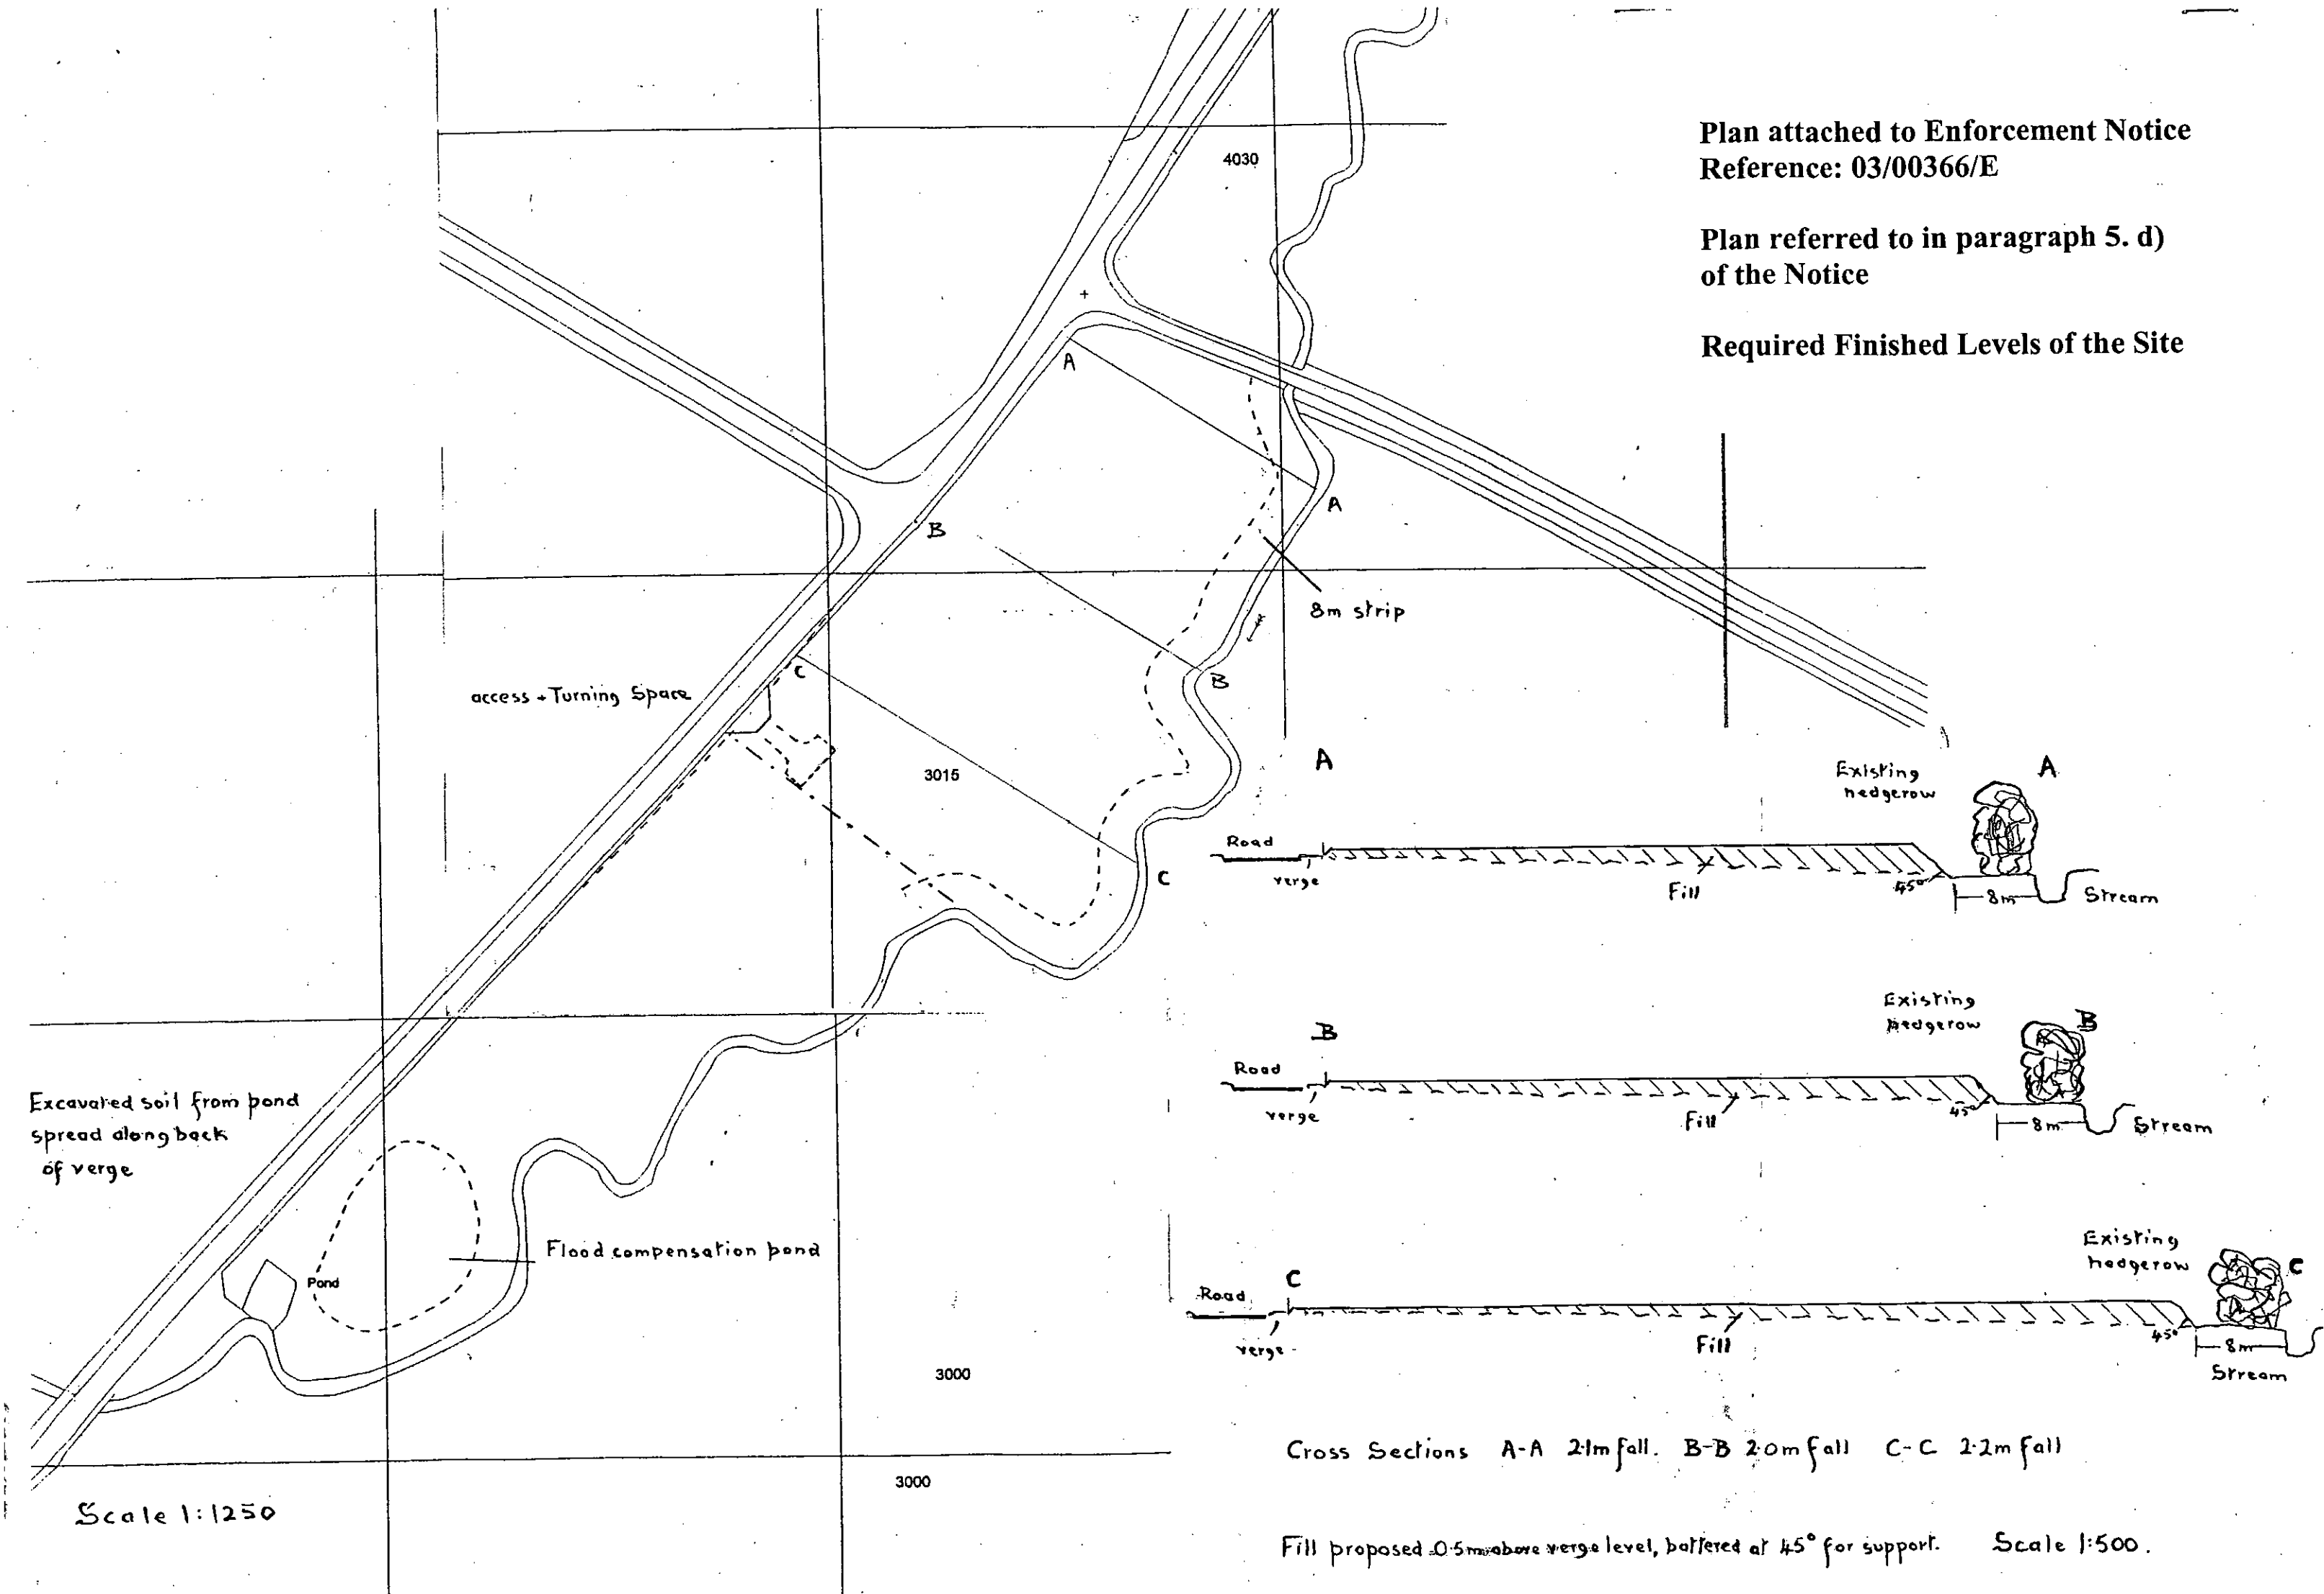 Plan attached to Enforcement Notice
Reference: 03/00366/E
Plan referred to in paragraph 5. d)
of the Notice
Required Finished Levels of the Site
4030
A
A
B
8m strip
B
C
access + Turning Space
3015
C
Excavated soil from pond
spread along back
of verge
Flood compensation pond
Pond
3000
3000
Scale 1:1250
A
Existing
hedgerow
A
Road
verge
Fill
45°
8m
Stream
B
Existing
hedgerow
B
Road
verge
Fill
45°
8m
Stream
C
Existing
hedgerow
C
Road
verge
Fill
45°
8m
Stream
Cross Sections A-A 2·1m fall. B-B 2·0m fall C-C 2·2m fall
Fill proposed 0·5m above verge level, battered at 45° for support. Scale 1:500.